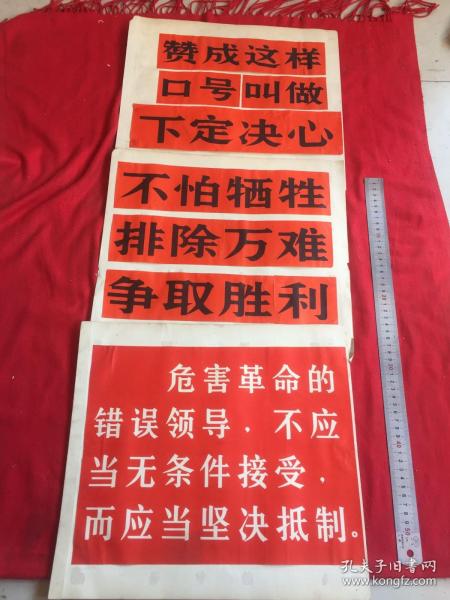 赞成这样
口号叫做
下定决心
不怕牺牲
排除万难
争取胜利
危害革命的
错误领导，不应
当无条件接受，
而应当坚决抵制。
孔夫子旧书网
www.kongfz.com